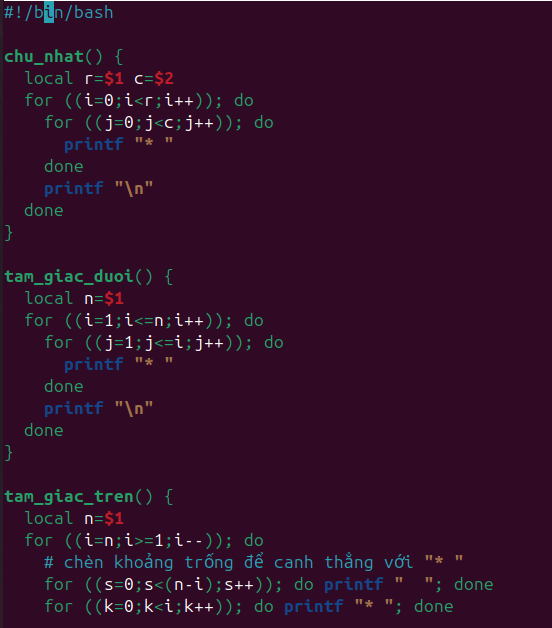 #!/bin/bash

chu_nhat() {
  local r=$1 c=$2
  for ((i=0;i<r;i++)); do
    for ((j=0;j<c;j++)); do
      printf "* "
    done
    printf "\n"
  done
}

tam_giac_duoi() {
  local n=$1
  for ((i=1;i<=n;i++)); do
    for ((j=1;j<=i;j++)); do
      printf "* "
    done
    printf "\n"
  done
}

tam_giac_tren() {
  local n=$1
  for ((i=n;i>=1;i--)); do
    # chèn khoảng trống để canh thẳng với "* "
    for ((s=0;s<(n-i);s++)); do printf "  "; done
    for ((k=0;k<i;k++)); do printf "* "; done